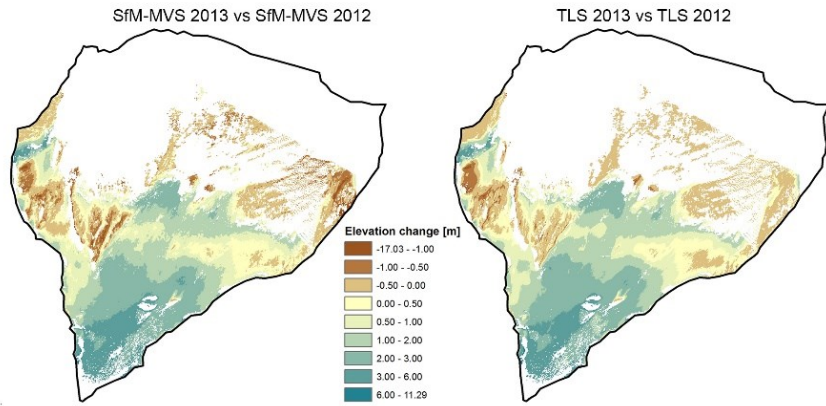 SfM-MVS 2013 vs SfM-MVS 2012
TLS 2013 vs TLS 2012
Elevation change [m]
-17.03 - -1.00
-1.00 - -0.50
-0.50 - 0.00
0.00 - 0.50
0.50 - 1.00
1.00 - 2.00
2.00 - 3.00
3.00 - 6.00
6.00 - 11.29